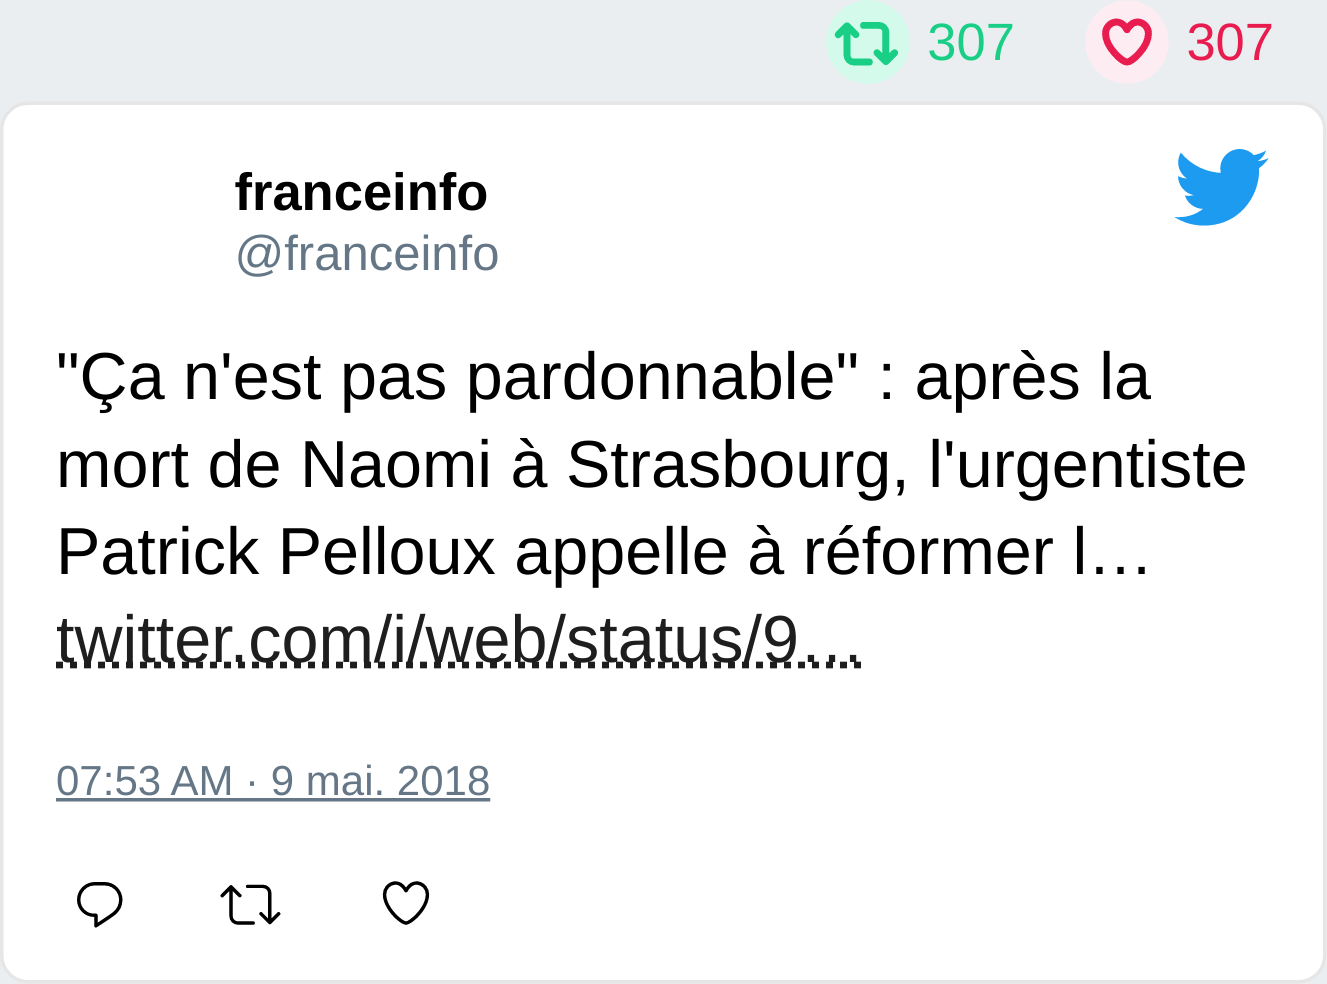 307 307
franceinfo
@franceinfo
"Ça n'est pas pardonnable" : après la
mort de Naomi à Strasbourg, l'urgentiste
Patrick Pelloux appelle à réformer l…
twitter.com/i/web/status/9…
07:53 AM · 9 mai. 2018